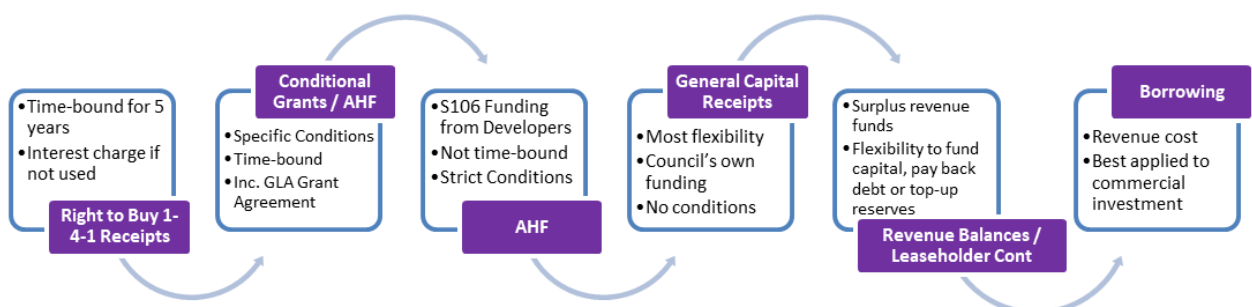 •Time-bound for 5
years
•Interest charge if
not used
Right to Buy 1-
4-1 Receipts
Conditional
Grants / AHF
•Specific Conditions
•Time-bound
•Inc. GLA Grant
Agreement
•S106 Funding
from Developers
•Not time-bound
•Strict Conditions
AHF
General Capital
Receipts
•Most flexibility
•Council’s own
funding
•No conditions
•Surplus revenue
funds
•Flexibility to fund
capital, pay back
debt or top-up
reserves
Revenue Balances /
Leaseholder Cont
Borrowing
•Revenue cost
•Best applied to
commercial
investment